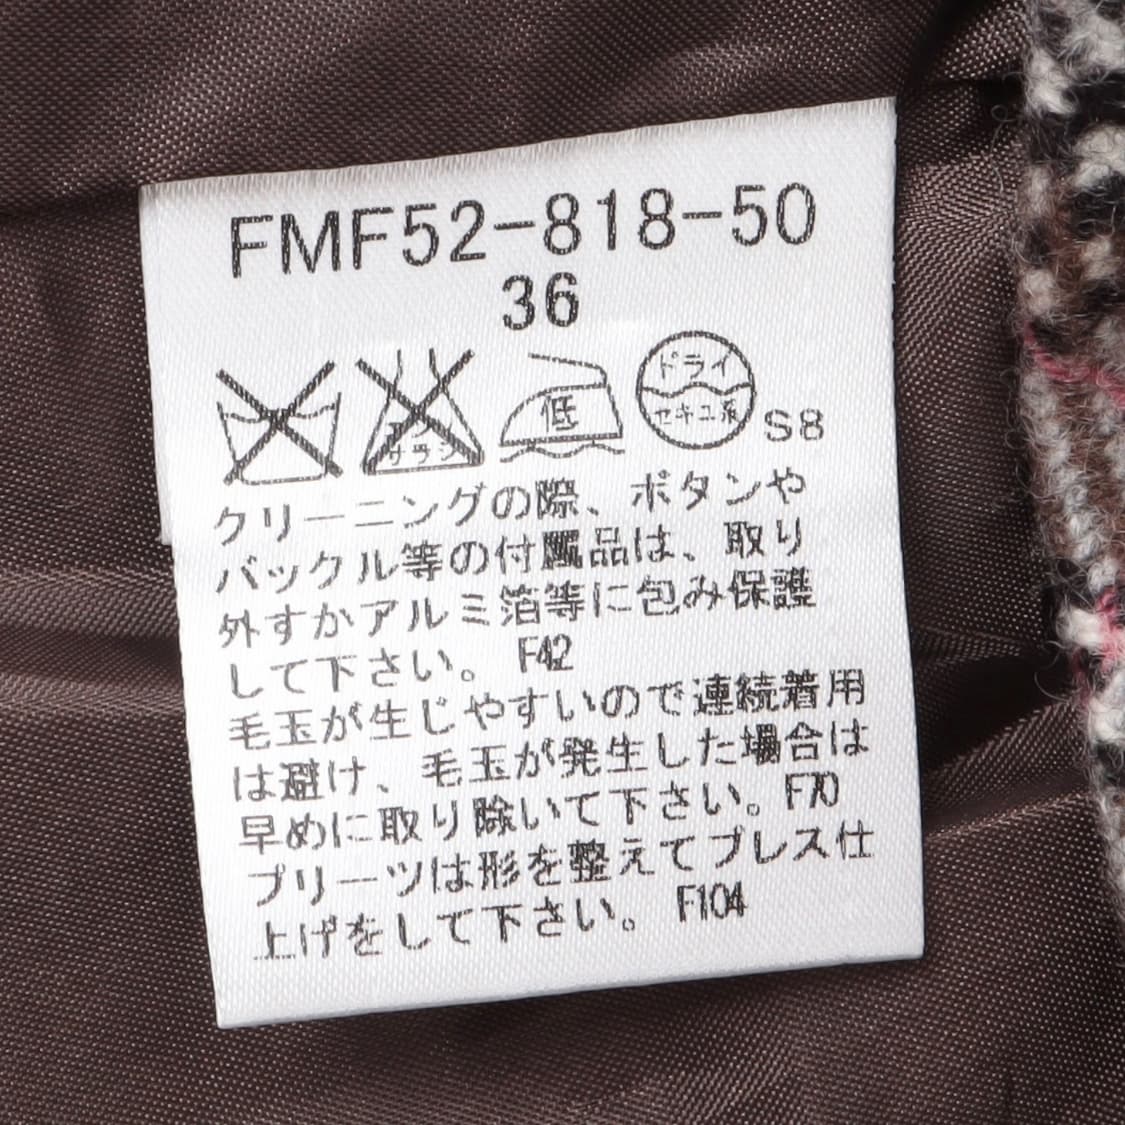 FMF52-818-50
36
エンソ
サラシ
低
ドライ
セキユ系
S8
クリーニングの際、ボタンや
バックル等の付属品は、取り
外すかアルミ箔等に包み保護
して下さい。 F42
毛玉が生じやすいので連続着用
は避け、毛玉が発生した場合は
早めに取り除いて下さい。F70
プリーツは形を整えてプレス仕
上げをして下さい。 F104